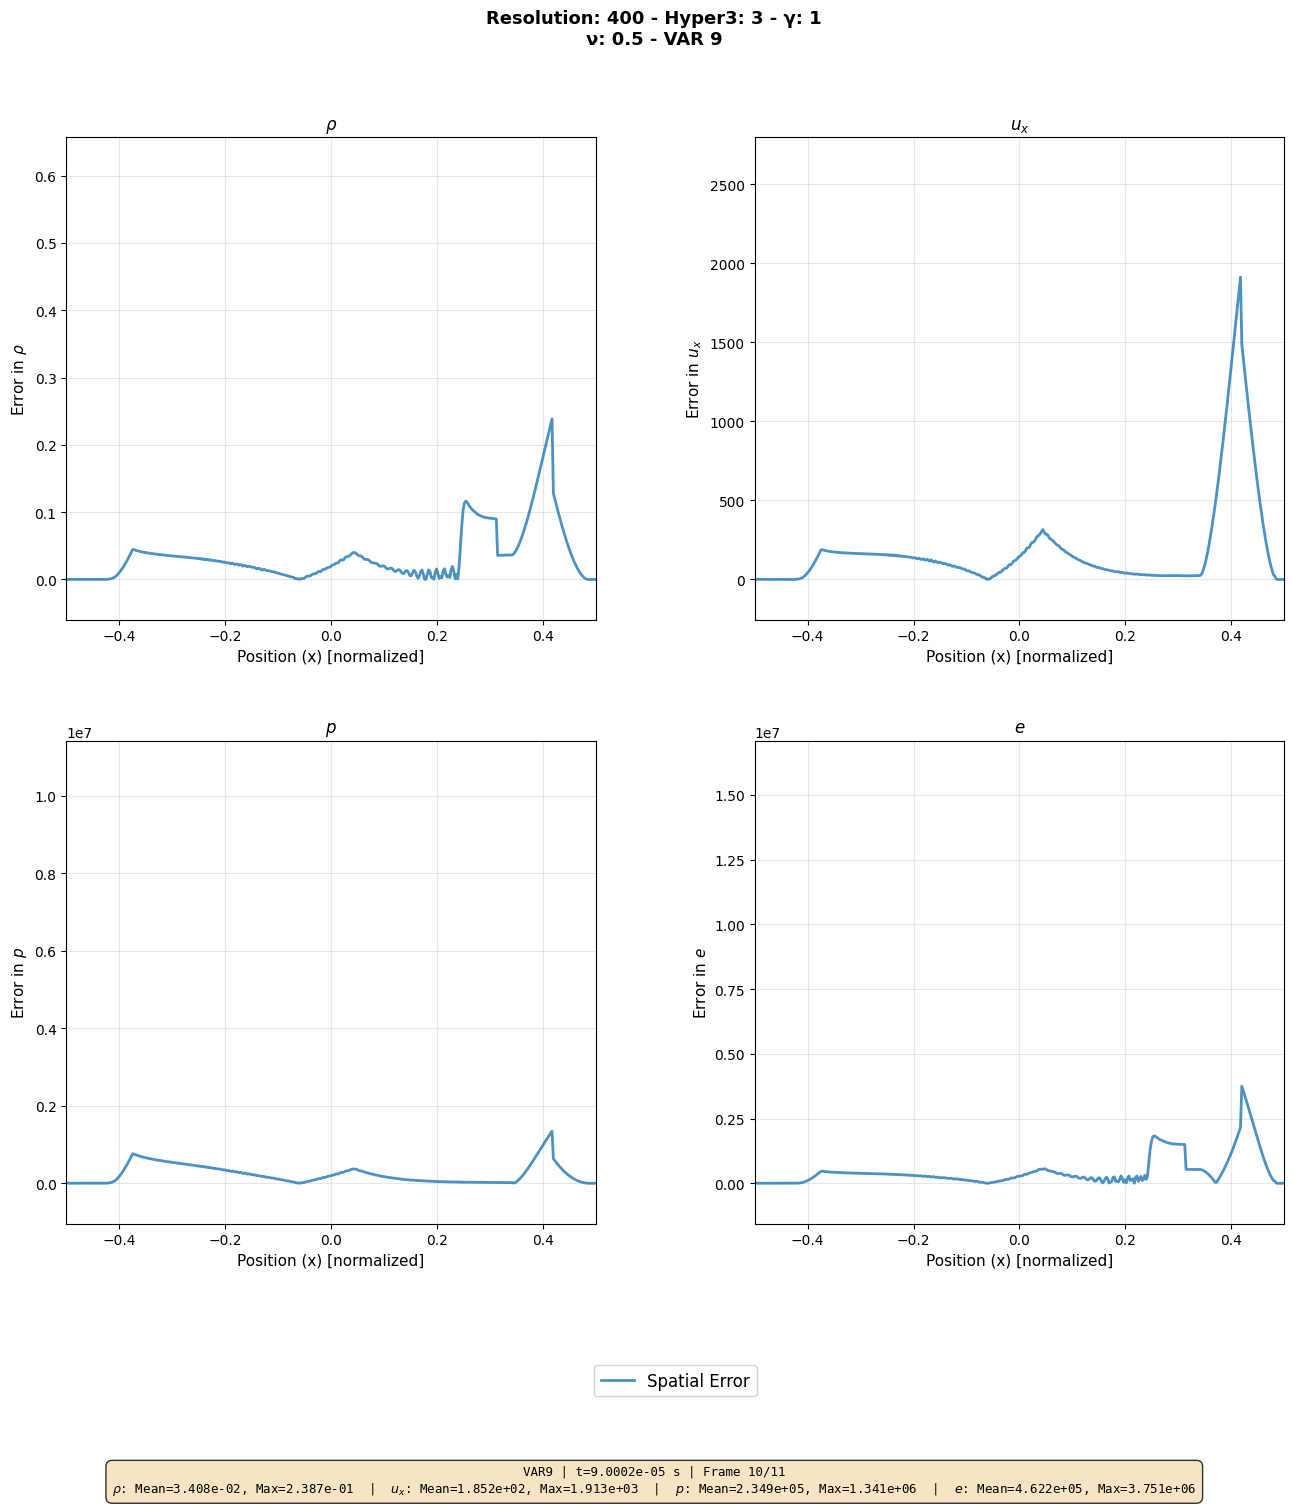 Resolution: 400 - Hyper3: 3 - γ: 1
ν: 0.5 - VAR 9
ρ
Error in ρ
0.6
0.5
0.4
0.3
0.2
0.1
0.0
−0.4 −0.2 0.0 0.2 0.4
Position (x) [normalized]
uₓ
Error in uₓ
2500
2000
1500
1000
500
0
−0.4 −0.2 0.0 0.2 0.4
Position (x) [normalized]
p
1e7
Error in p
1.0
0.8
0.6
0.4
0.2
0.0
−0.4 −0.2 0.0 0.2 0.4
Position (x) [normalized]
e
1e7
Error in e
1.50
1.25
1.00
0.75
0.50
0.25
0.00
−0.4 −0.2 0.0 0.2 0.4
Position (x) [normalized]
Spatial Error
VAR9 | t=9.0002e-05 s | Frame 10/11
ρ: Mean=3.408e-02, Max=2.387e-01 | uₓ: Mean=1.852e+02, Max=1.913e+03 | p: Mean=2.349e+05, Max=1.341e+06 | e: Mean=4.622e+05, Max=3.751e+06